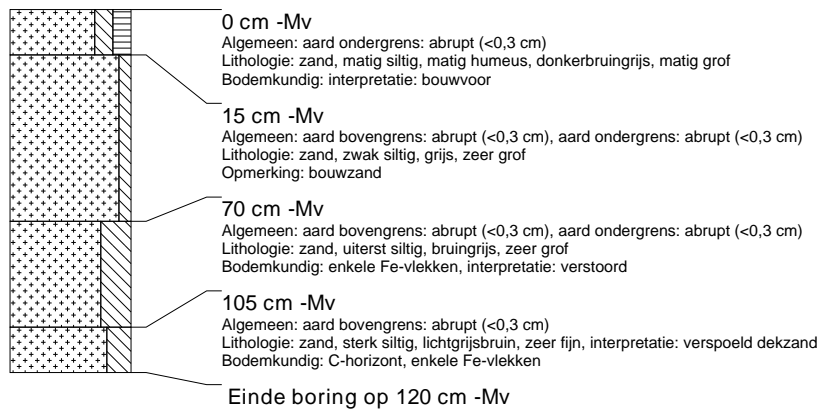 0 cm -Mv
Algemeen: aard ondergrens: abrupt (<0,3 cm)
Lithologie: zand, matig siltig, matig humeus, donkerbruingrijs, matig grof
Bodemkundig: interpretatie: bouwvoor
15 cm -Mv
Algemeen: aard bovengrens: abrupt (<0,3 cm), aard ondergrens: abrupt (<0,3 cm)
Lithologie: zand, zwak siltig, grijs, zeer grof
Opmerking: bouwzand
70 cm -Mv
Algemeen: aard bovengrens: abrupt (<0,3 cm), aard ondergrens: abrupt (<0,3 cm)
Lithologie: zand, uiterst siltig, bruingrijs, zeer grof
Bodemkundig: enkele Fe-vlekken, interpretatie: verstoord
105 cm -Mv
Algemeen: aard bovengrens: abrupt (<0,3 cm)
Lithologie: zand, sterk siltig, lichtgrijsbruin, zeer fijn, interpretatie: verspoeld dekzand
Bodemkundig: C-horizont, enkele Fe-vlekken
Einde boring op 120 cm -Mv